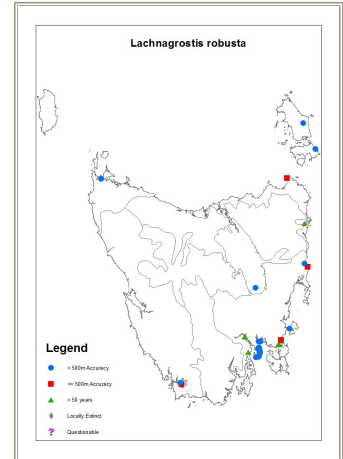 Lachnagrostis robusta
Legend
< 500m Accuracy
>= 500m Accuracy
> 50 years
Locally Extinct
? Questionable